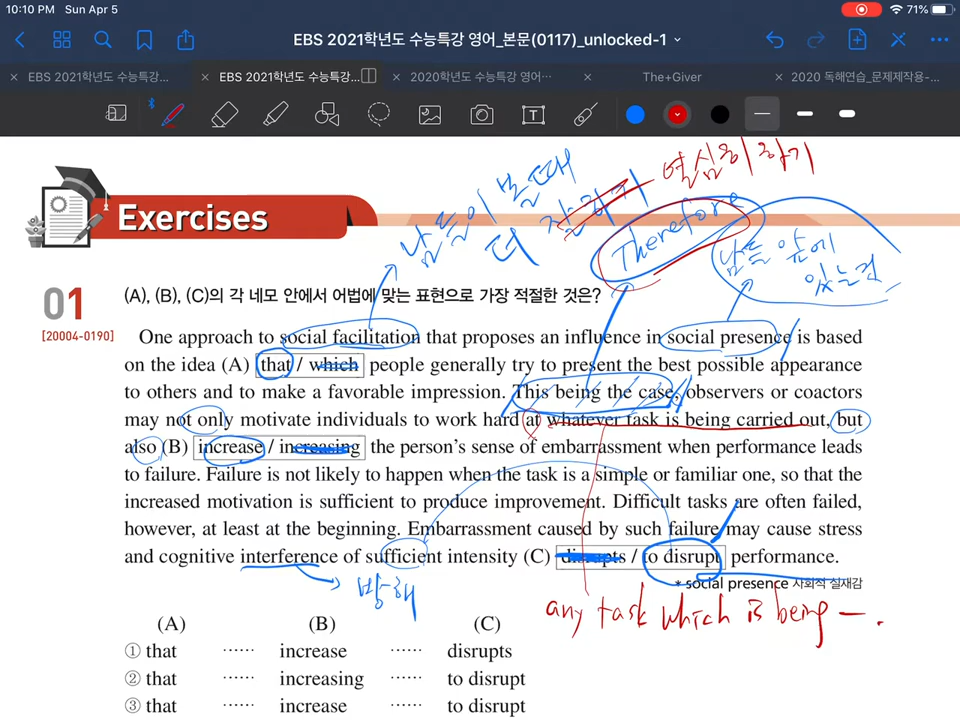 10:10 PM Sun Apr 5
71%
EBS 2021학년도 수능특강 영어_본문(0117)_unlocked-1
EBS 2021학년도 수능특강...
EBS 2021학년도 수능특강,...
2020학년도 수능특강 영어...
The+Giver
2020 독해연습_문제제작용-...
T
열심히 하기
남들이 볼 때
더 잘하기
Therefore
남들 앞에
있는 것
Exercises
01
(A), (B), (C)의 각 네모 안에서 어법에 맞는 표현으로 가장 적절한 것은?
[20004-0190]
One approach to social facilitation that proposes an influence in social presence is based
on the idea (A) that / which people generally try to present the best possible appearance
to others and to make a favorable impression. This being the case, observers or coactors
may not only motivate individuals to work hard at whatever task is being carried out, but
also (B) increase / increasing the person's sense of embarrassment when performance leads
to failure. Failure is not likely to happen when the task is a simple or familiar one, so that the
increased motivation is sufficient to produce improvement. Difficult tasks are often failed,
however, at least at the beginning. Embarrassment caused by such failure may cause stress
and cognitive interference of sufficient intensity (C) disrupts / to disrupt performance.
* social presence 사회적 실재감
방해
any task which is being — .
(A) (B) (C)
① that ...... increase ...... disrupts
② that ...... increasing ...... to disrupt
③ that ...... increase ...... to disrupt